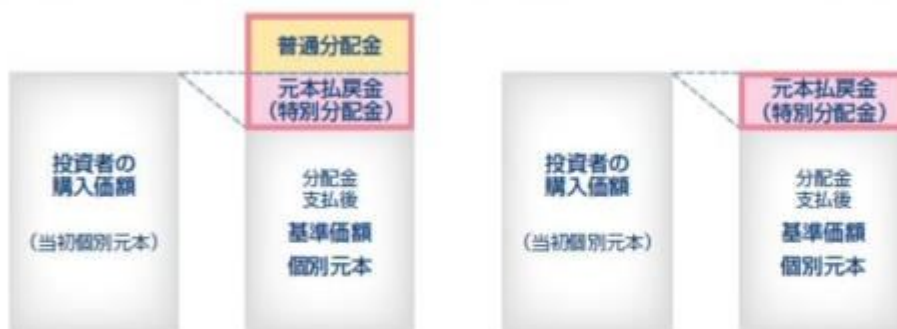 普通分配金
元本払戻金
(特別分配金)
投資者の
購入価額
(当初個別元本)
分配金
支払後
基準価額
個別元本
元本払戻金
(特別分配金)
投資者の
購入価額
(当初個別元本)
分配金
支払後
基準価額
個別元本